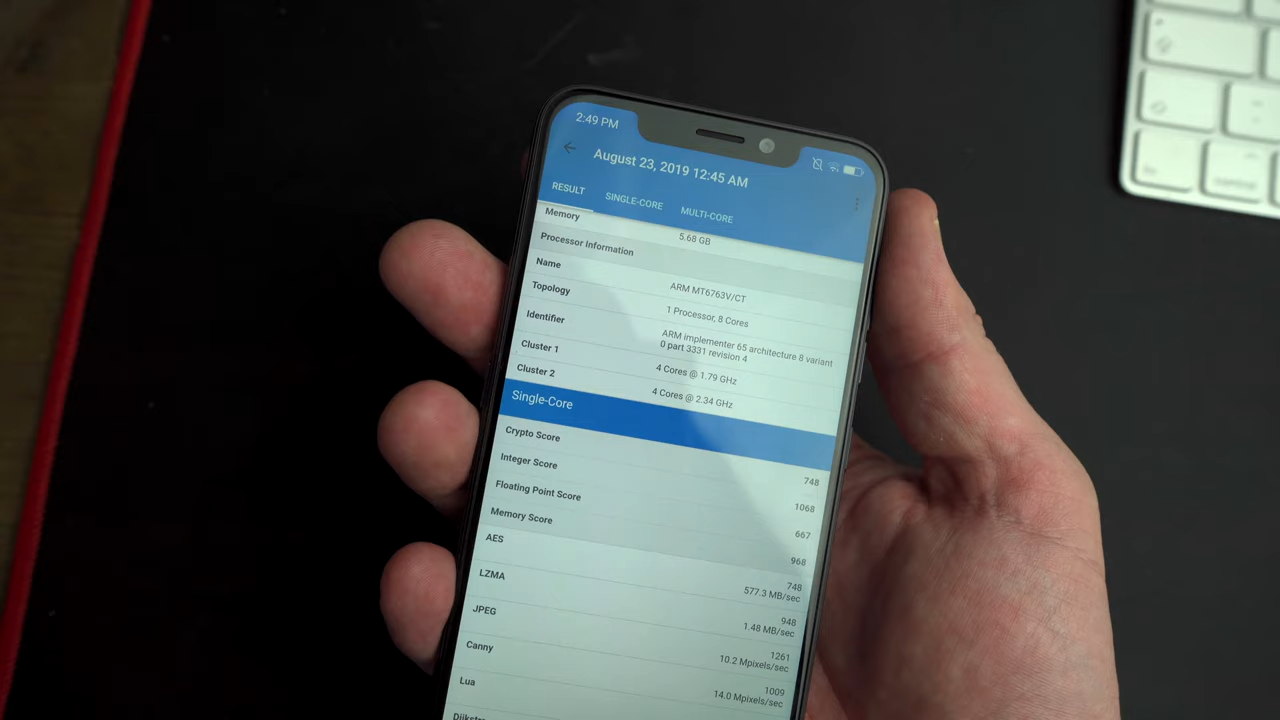 2:49 PM
August 23, 2019 12:45 AM
RESULT SINGLE-CORE MULTI-CORE
Memory 5.68 GB
Processor Information
Name ARM MT6763V/CT
Topology 1 Processor, 8 Cores
Identifier ARM implementer 65 architecture 8 variant
0 part 3331 revision 4
Cluster 1 4 Cores @ 1.79 GHz
Cluster 2 4 Cores @ 2.34 GHz
Single-Core
Crypto Score 748
Integer Score 1068
Floating Point Score 667
Memory Score 968
AES 748
577.3 MB/sec
LZMA 948
1.48 MB/sec
JPEG 1261
10.2 Mpixels/sec
Canny 1009
14.0 Mpixels/sec
Lua